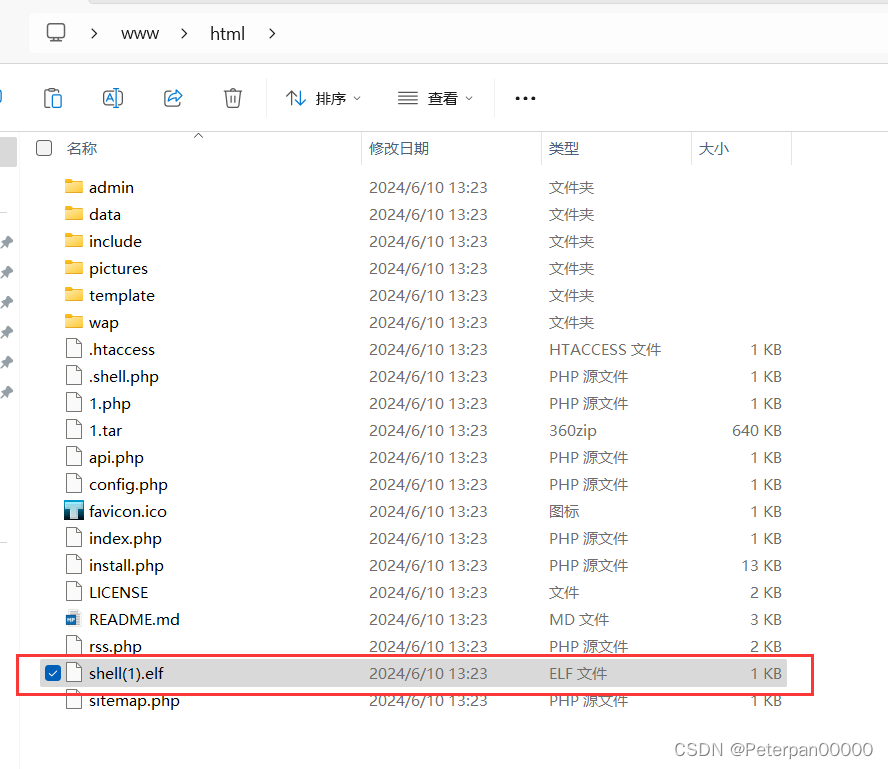 www html
排序 查看
名称 修改日期 类型 大小
admin 2024/6/10 13:23 文件夹
data 2024/6/10 13:23 文件夹
include 2024/6/10 13:23 文件夹
pictures 2024/6/10 13:23 文件夹
template 2024/6/10 13:23 文件夹
wap 2024/6/10 13:23 文件夹
.htaccess 2024/6/10 13:23 HTACCESS 文件 1 KB
.shell.php 2024/6/10 13:23 PHP 源文件 1 KB
1.php 2024/6/10 13:23 PHP 源文件 1 KB
1.tar 2024/6/10 13:23 360zip 640 KB
api.php 2024/6/10 13:23 PHP 源文件 1 KB
config.php 2024/6/10 13:23 PHP 源文件 1 KB
favicon.ico 2024/6/10 13:23 图标 1 KB
index.php 2024/6/10 13:23 PHP 源文件 1 KB
install.php 2024/6/10 13:23 PHP 源文件 13 KB
LICENSE 2024/6/10 13:23 文件 2 KB
README.md 2024/6/10 13:23 MD 文件 3 KB
rss.php 2024/6/10 13:23 PHP 源文件 2 KB
shell(1).elf 2024/6/10 13:23 ELF 文件 1 KB
sitemap.php 2024/6/10 13:23 PHP 源文件 1 KB
CSDN @Peterpan00000